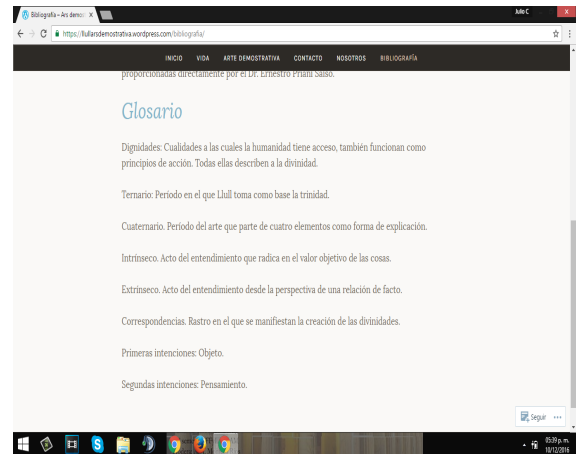 Bibliografía – Ars demos
Julio C
https://llullarsdemostrativa.wordpress.com/bibliografia/
INICIO VIDA ARTE DEMOSTRATIVA CONTACTO NOSOTROS BIBLIOGRAFÍA
proporcionadas directamente por el Dr. Ernesto Priani Saisó.
Glosario
Dignidades: Cualidades a las cuales la humanidad tiene acceso, también funcionan como
principios de acción. Todas ellas describen a la divinidad.
Ternario: Período en el que Llull toma como base la trinidad.
Cuaternario. Período del arte que parte de cuatro elementos como forma de explicación.
Intrínseco. Acto del entendimiento que radica en el valor objetivo de las cosas.
Extrínseco. Acto del entendimiento desde la perspectiva de una relación de facto.
Correspondencias. Rastro en el que se manifiestan la creación de las divinidades.
Primeras intenciones: Objeto.
Segundas intenciones: Pensamiento.
Seguir
05:39 p. m.
10/12/2016